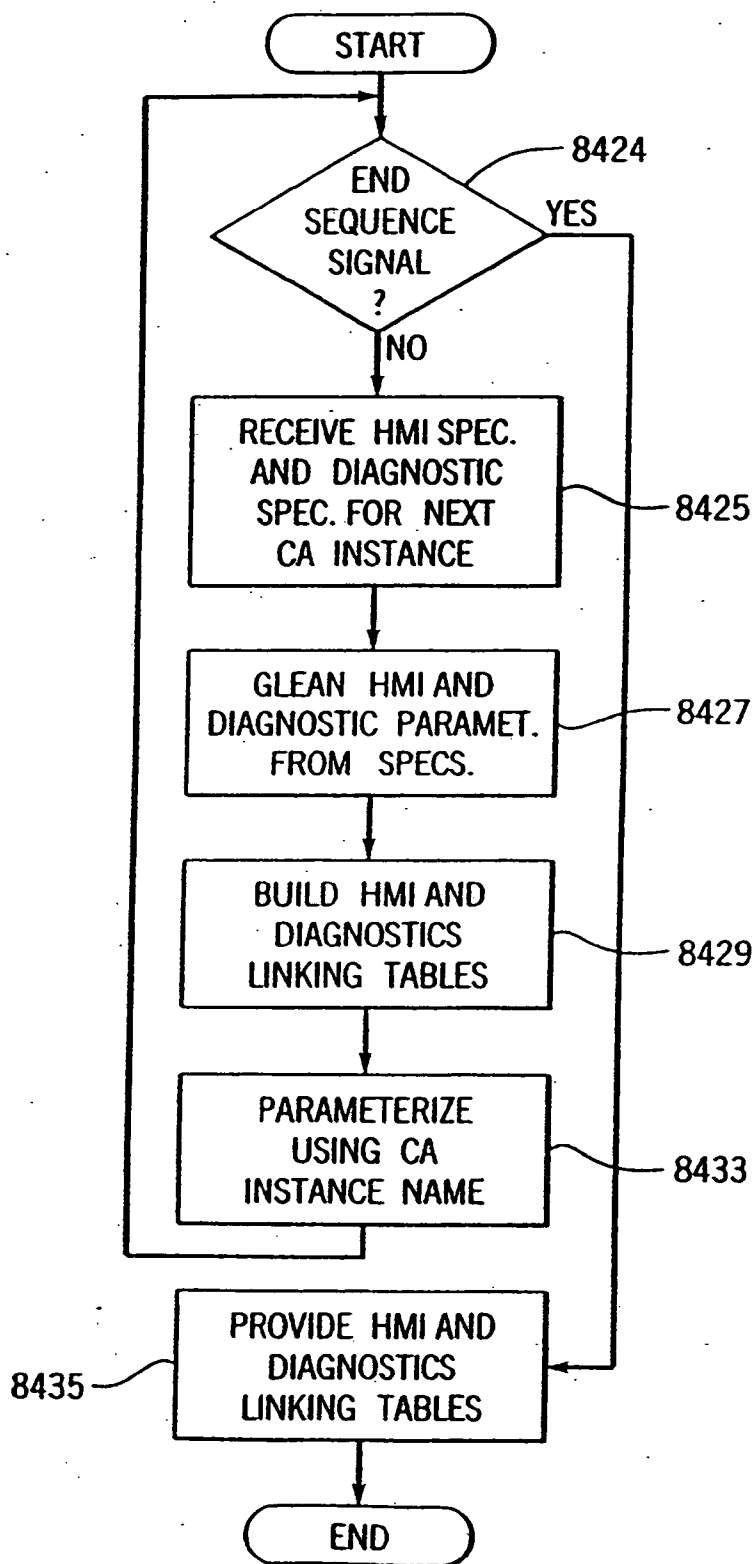 START
8424
END
SEQUENCE
SIGNAL
?
YES
NO
RECEIVE HMI SPEC.
AND DIAGNOSTIC
SPEC. FOR NEXT
CA INSTANCE
8425
GLEAN HMI AND
DIAGNOSTIC PARAMET.
FROM SPECS.
8427
BUILD HMI AND
DIAGNOSTICS
LINKING TABLES
8429
PARAMETERIZE
USING CA
INSTANCE NAME
8433
PROVIDE HMI AND
DIAGNOSTICS
LINKING TABLES
8435
END